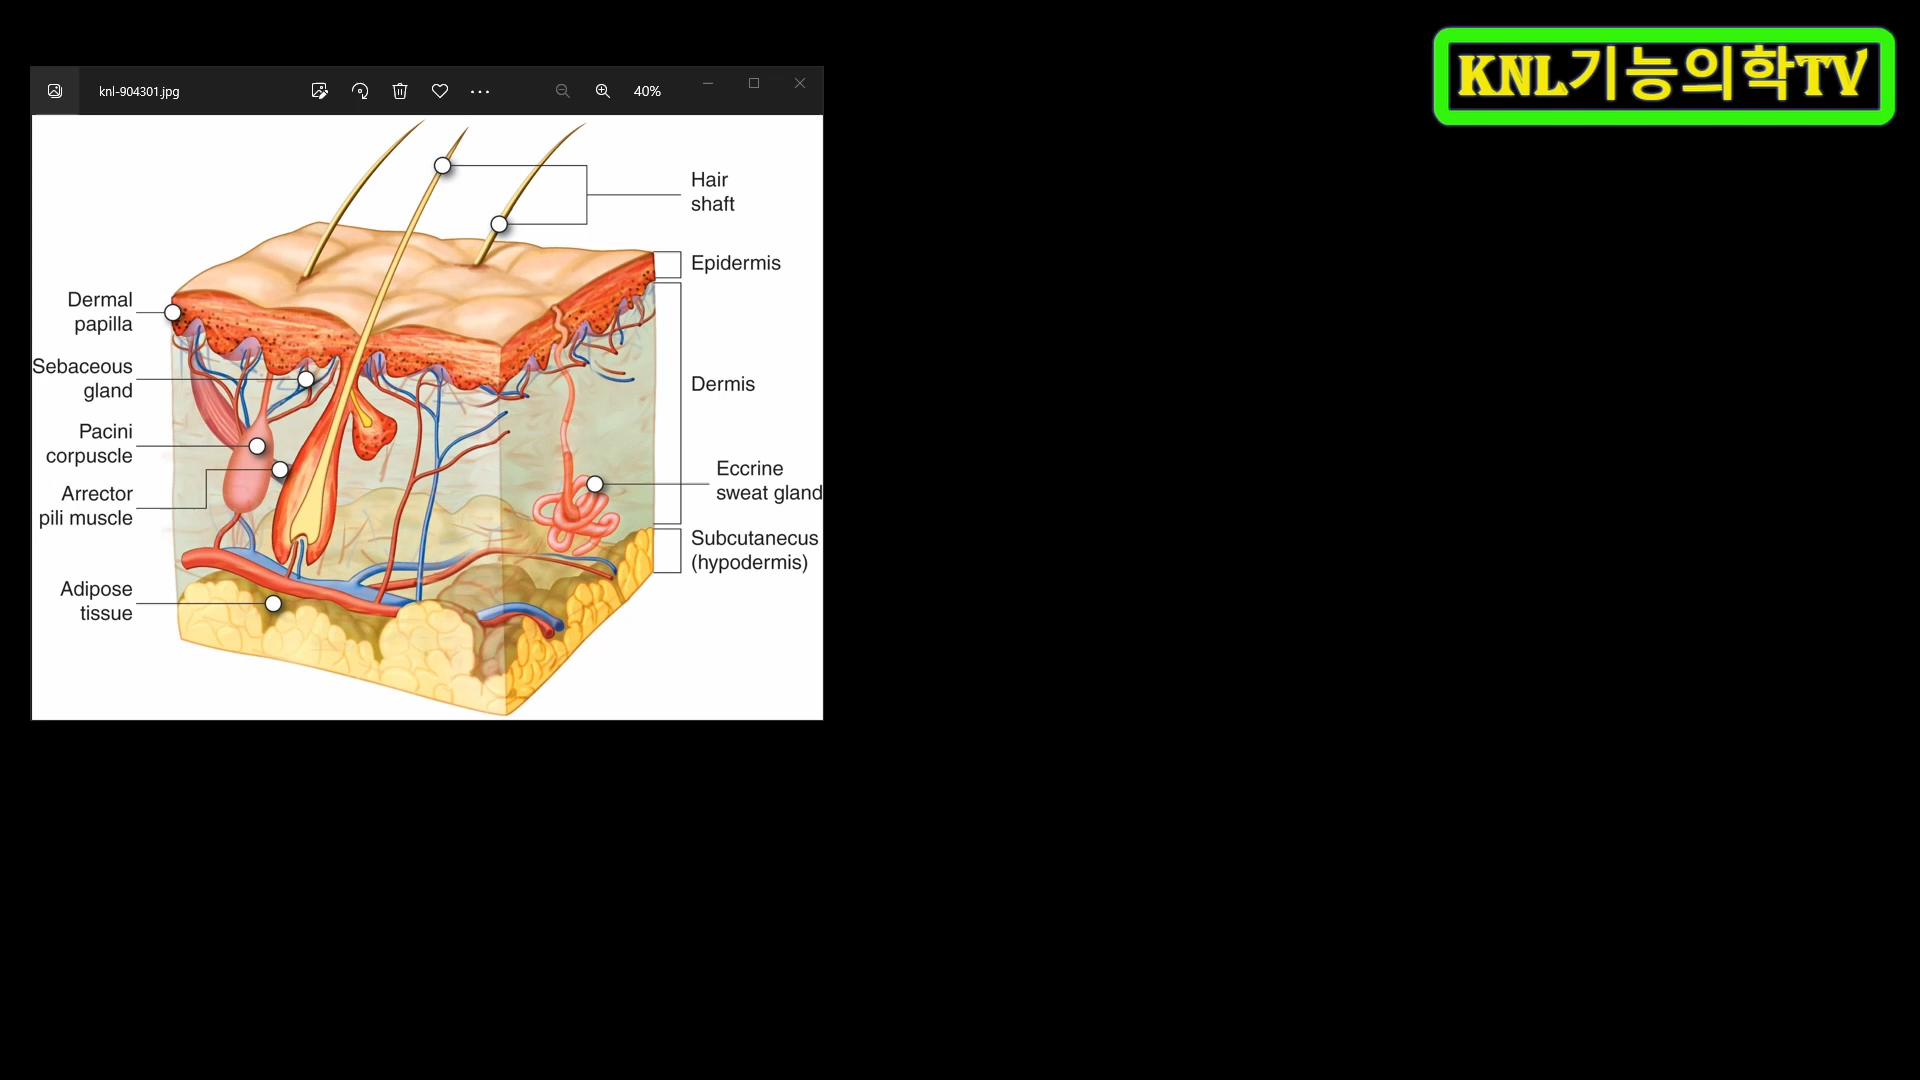 KNL기능의학TV
knl-904301.jpg
40%
Hair
shaft
Epidermis
Dermal
papilla
Sebaceous
gland
Dermis
Pacini
corpuscle
Eccrine
sweat gland
Arrector
pili muscle
Subcutanecus
(hypodermis)
Adipose
tissue